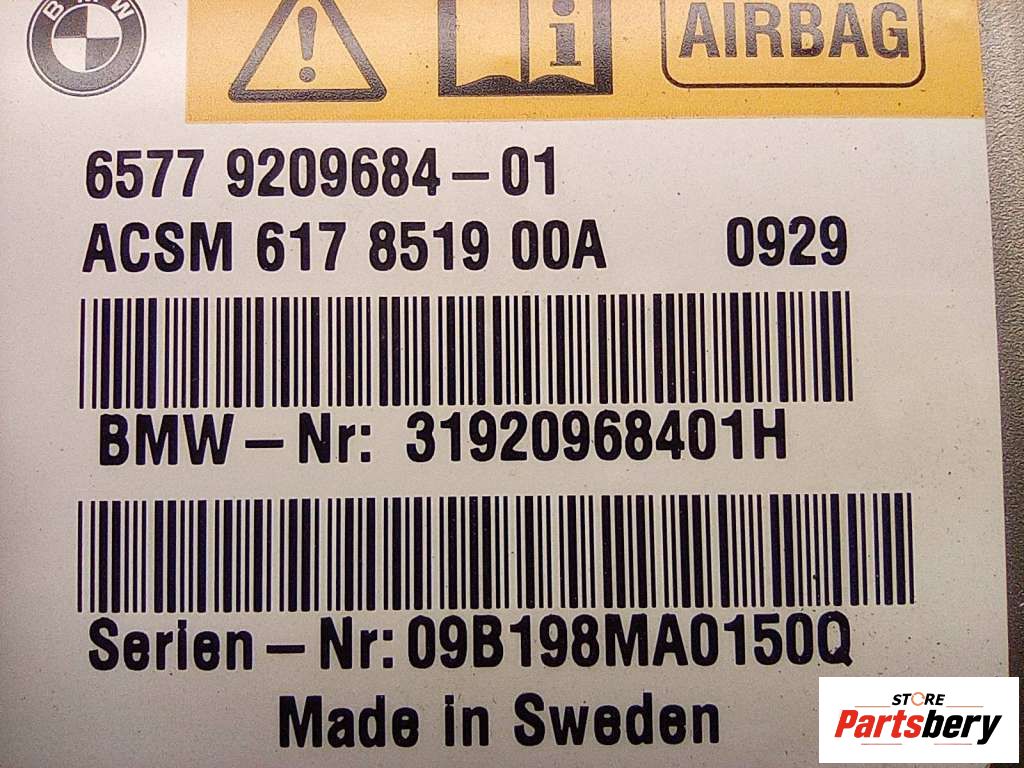 BMW
i
AIRBAG
6577 9209684-01
ACSM 617 8519 00A 0929
BMW-Nr: 31920968401H
Serien-Nr: 09B198MA0150Q
Made in Sweden
STORE
Partsbery